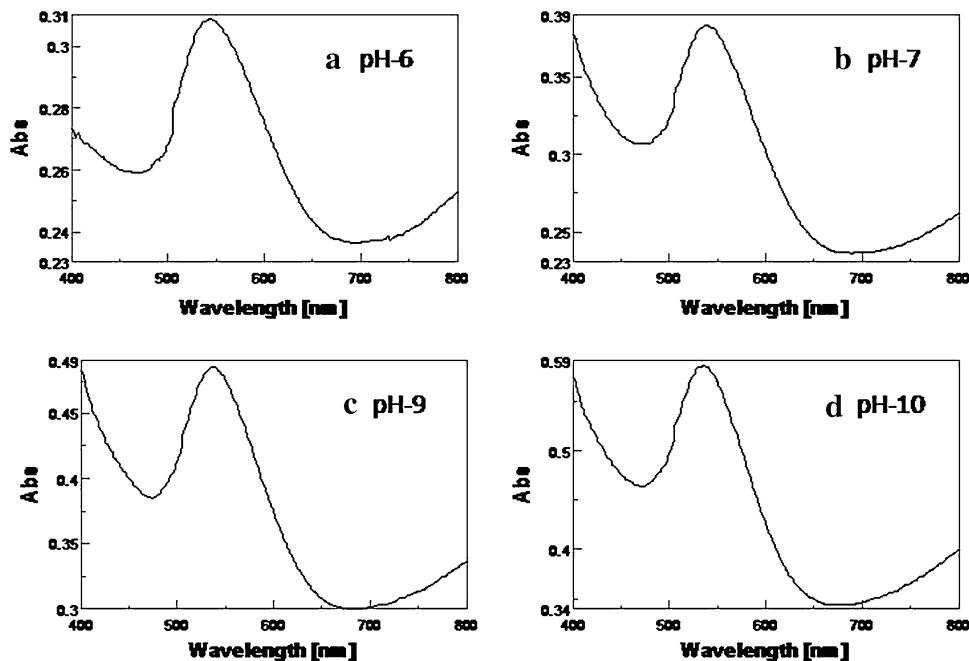 a pH-6
Abs
0.31
0.3
0.28
0.26
0.24
0.23
400 500 600 700 800
Wavelength [nm]
b pH-7
Abs
0.39
0.35
0.3
0.25
0.23
400 500 600 700 800
Wavelength [nm]
c pH-9
Abs
0.49
0.45
0.4
0.35
0.3
400 500 600 700 800
Wavelength [nm]
d pH-10
Abs
0.59
0.5
0.4
0.34
400 500 600 700 800
Wavelength [nm]